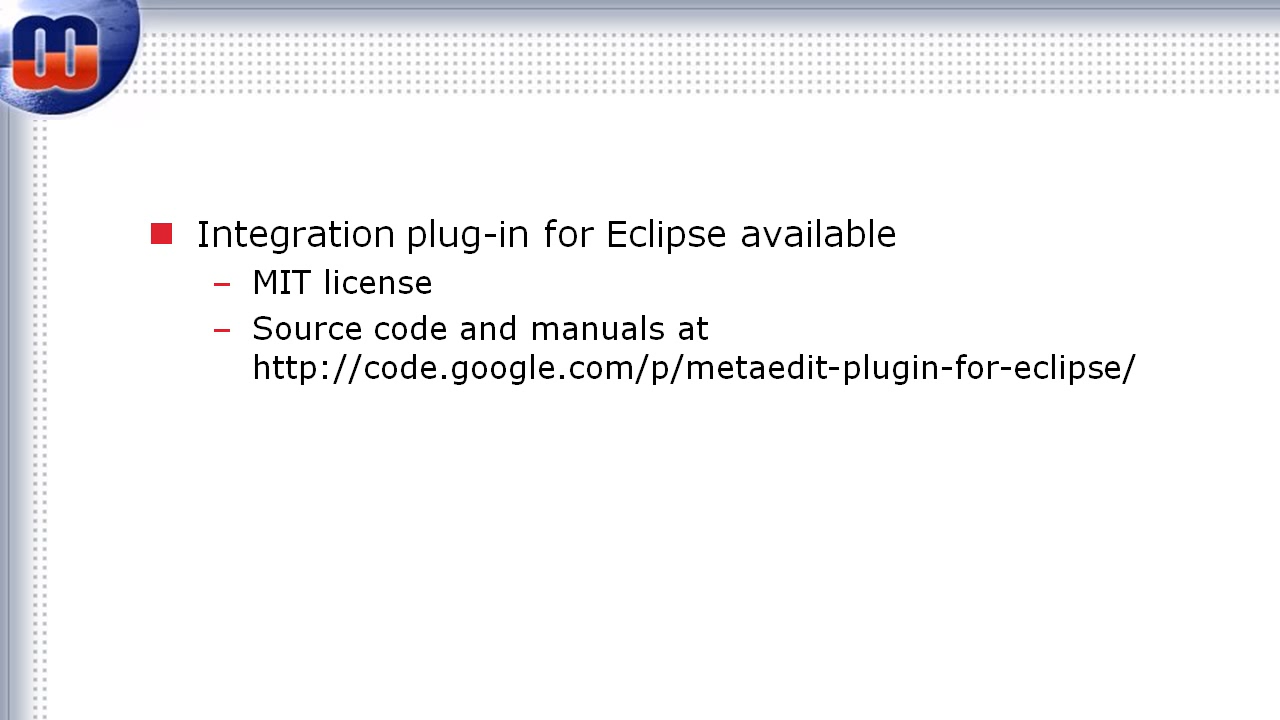 Integration plug-in for Eclipse available
– MIT license
– Source code and manuals at
http://code.google.com/p/metaedit-plugin-for-eclipse/